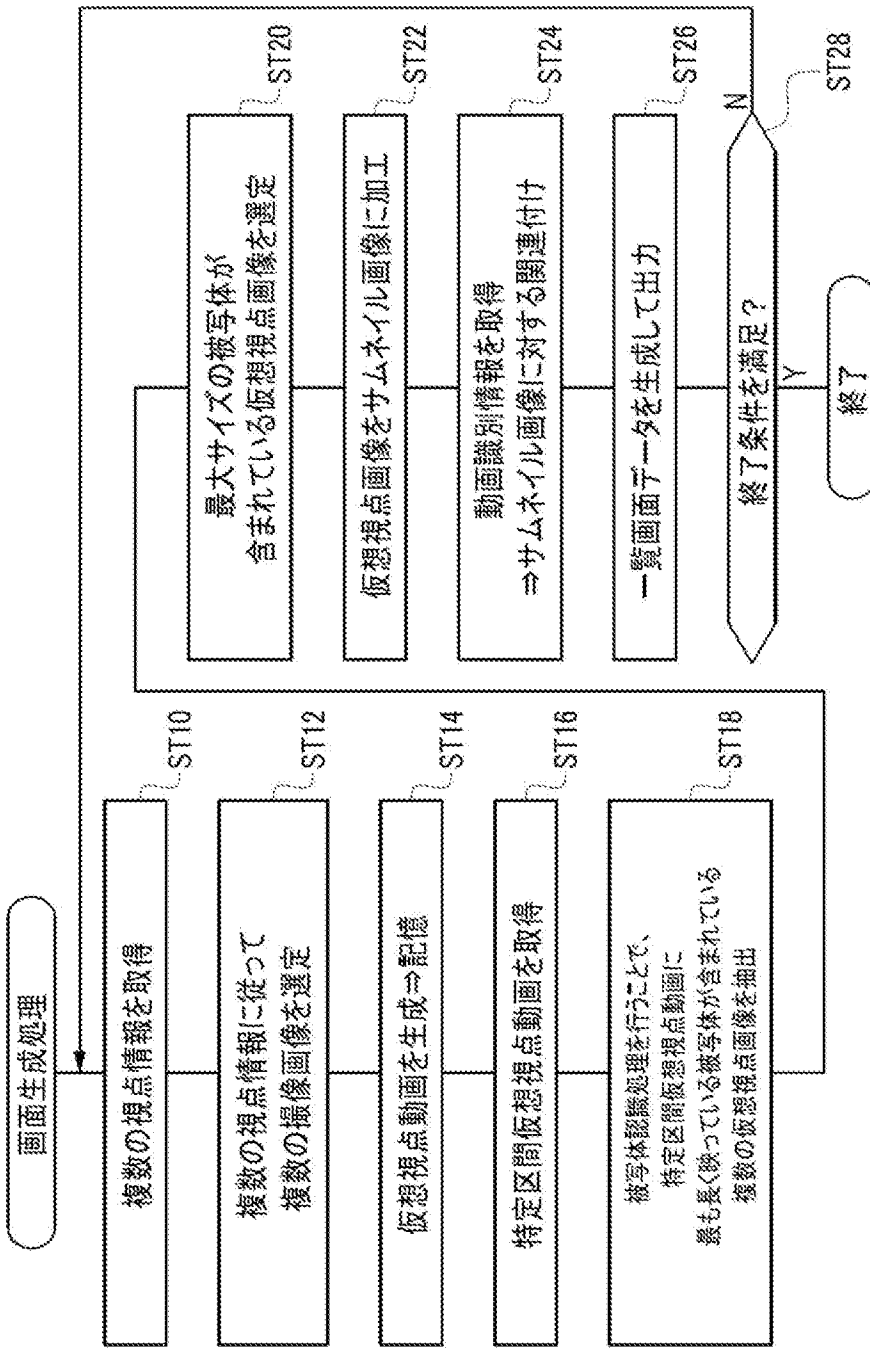 画面生成処理
複数の視点情報を取得
ST10
複数の視点情報に従って
複数の撮像画像を選定
ST12
仮想視点動画を生成⇒記憶
ST14
特定区間仮想視点動画を取得
ST16
被写体認識処理を行うことで、
特定区間仮想視点動画に
最も長く映っている被写体が含まれている
複数の仮想視点画像を抽出
ST18
最大サイズの被写体が
含まれている仮想視点画像を選定
ST20
仮想視点画像をサムネイル画像に加工
ST22
動画識別情報を取得
⇒サムネイル画像に対する関連付け
ST24
一覧画面データを生成して出力
ST26
終了条件を満足？
N
ST28
Y
終了